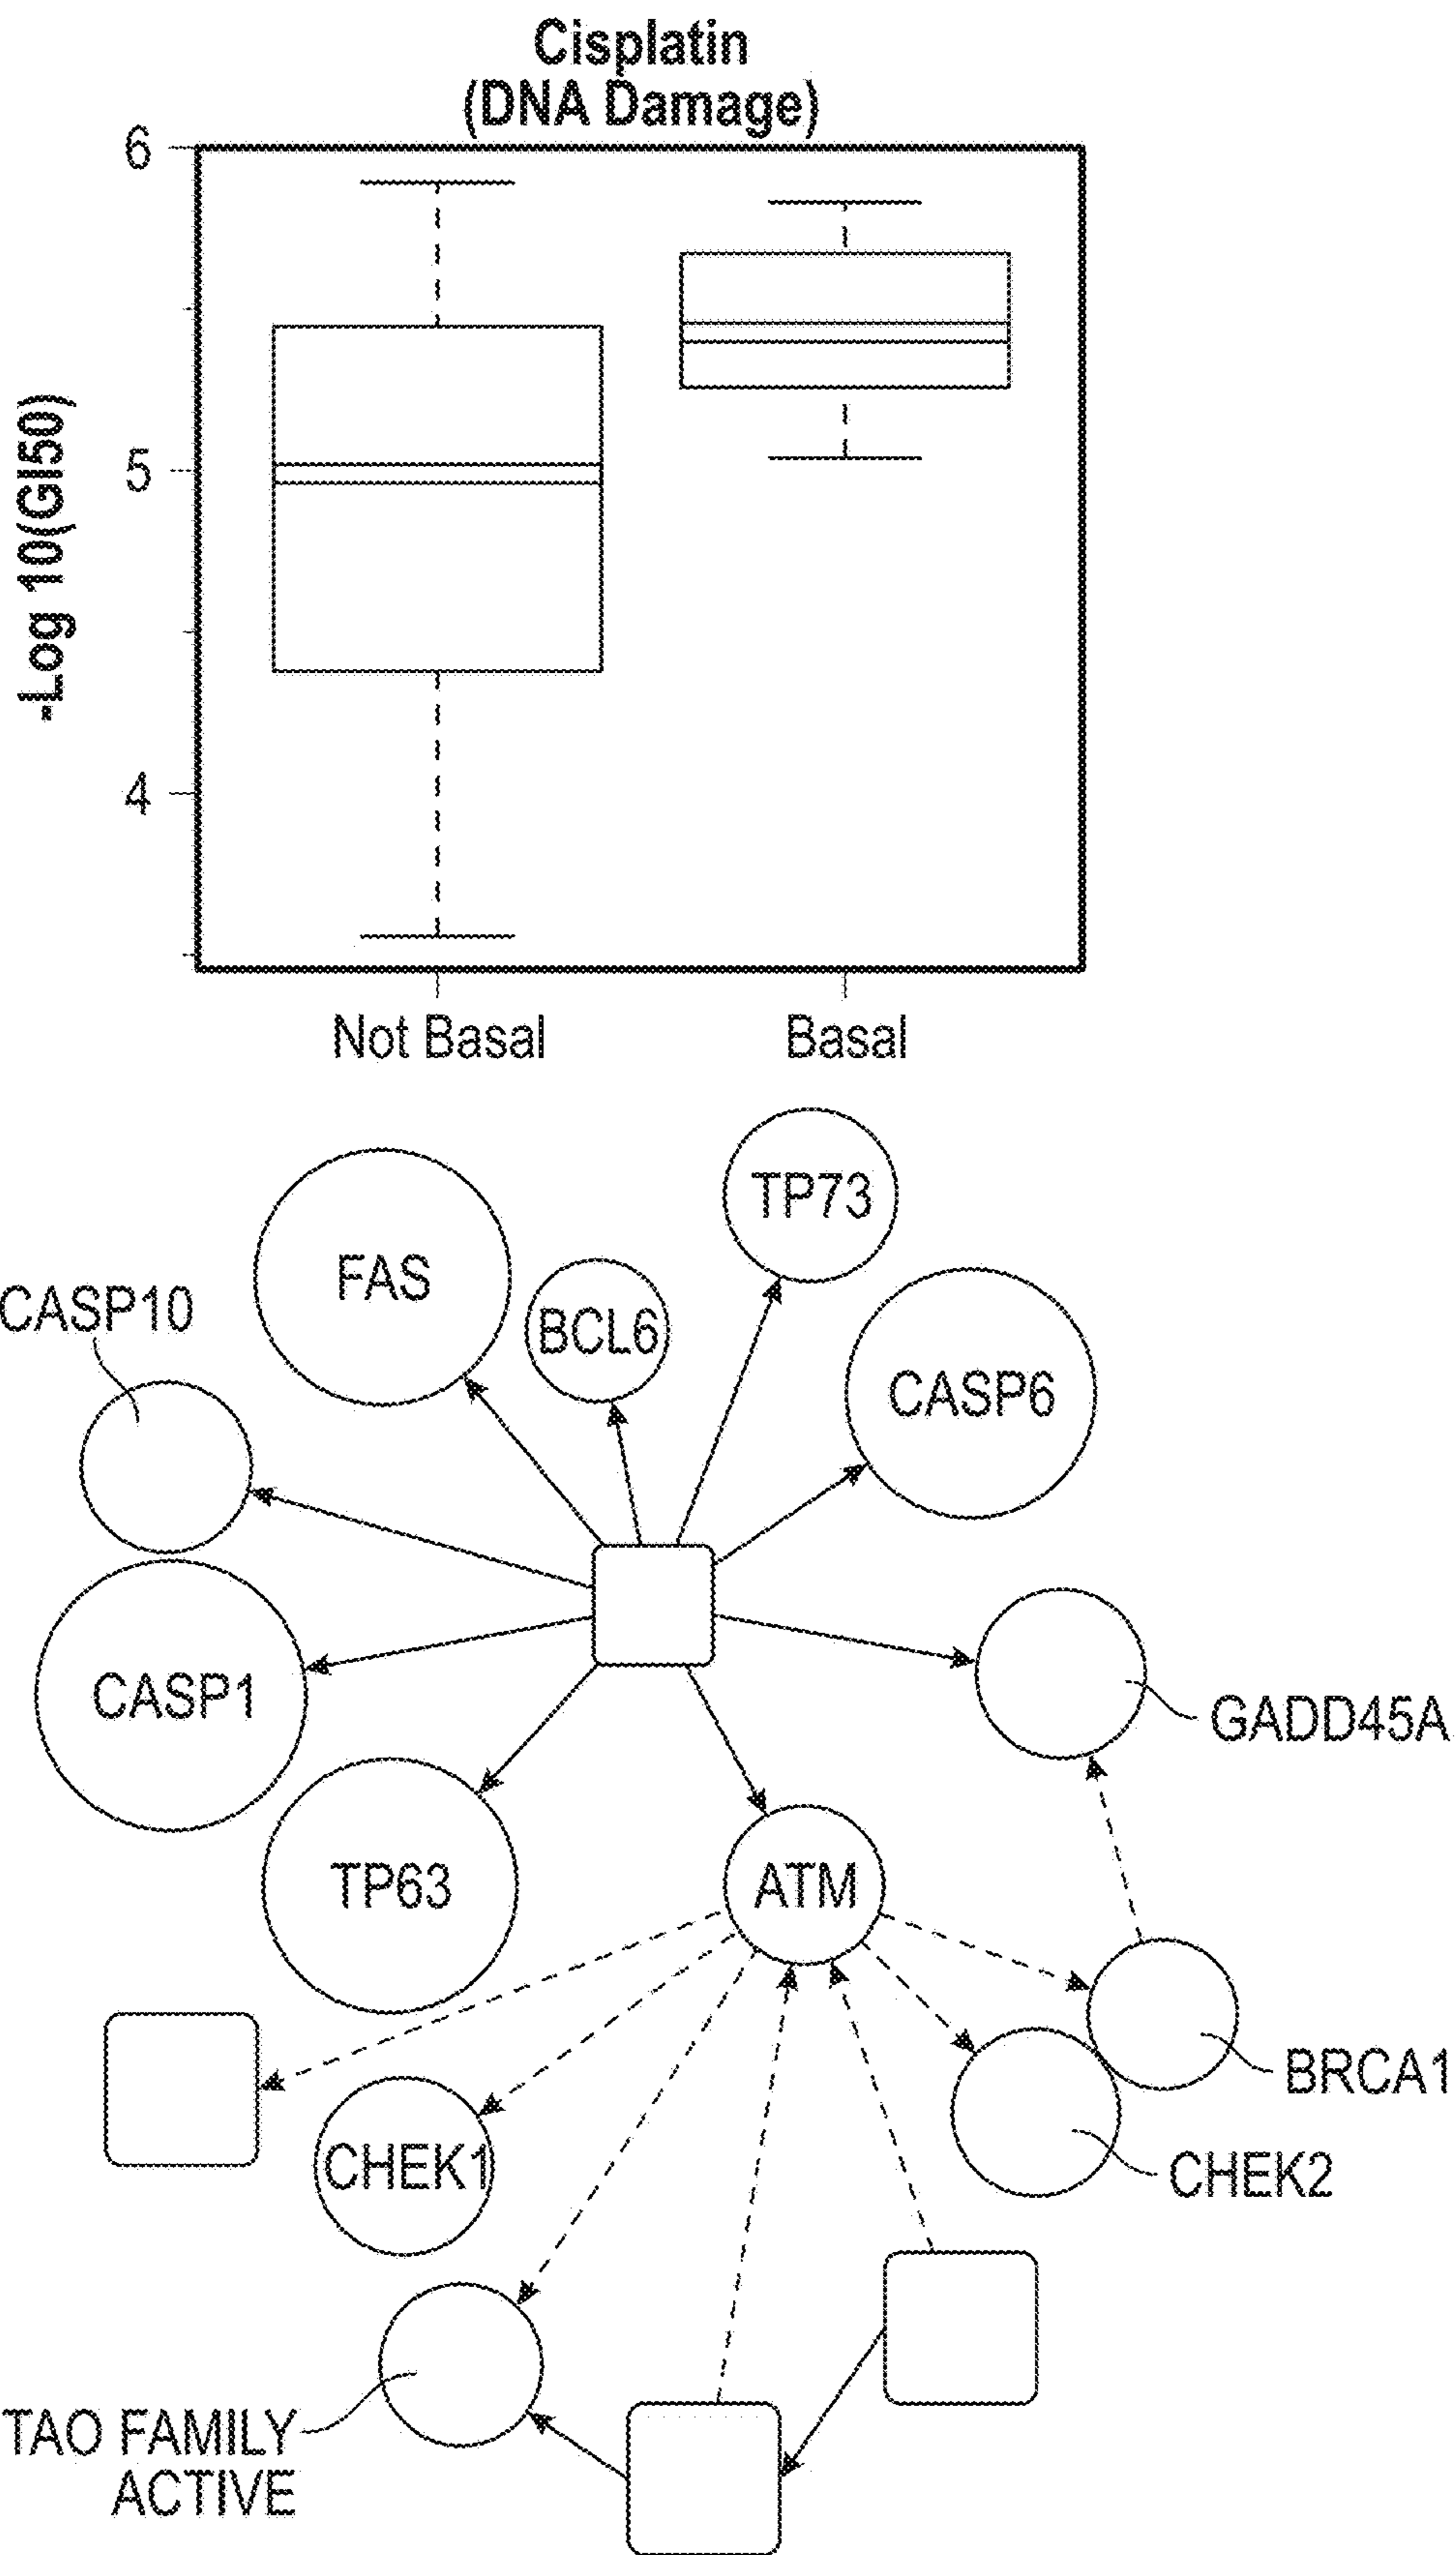 Cisplatin
(DNA Damage)
6
5
4
-Log 10(GI50)
Not Basal
Basal
TP73
FAS
BCL6
CASP10
CASP6
CASP1
GADD45A
TP63
ATM
BRCA1
CHEK1
CHEK2
TAO FAMILY
ACTIVE